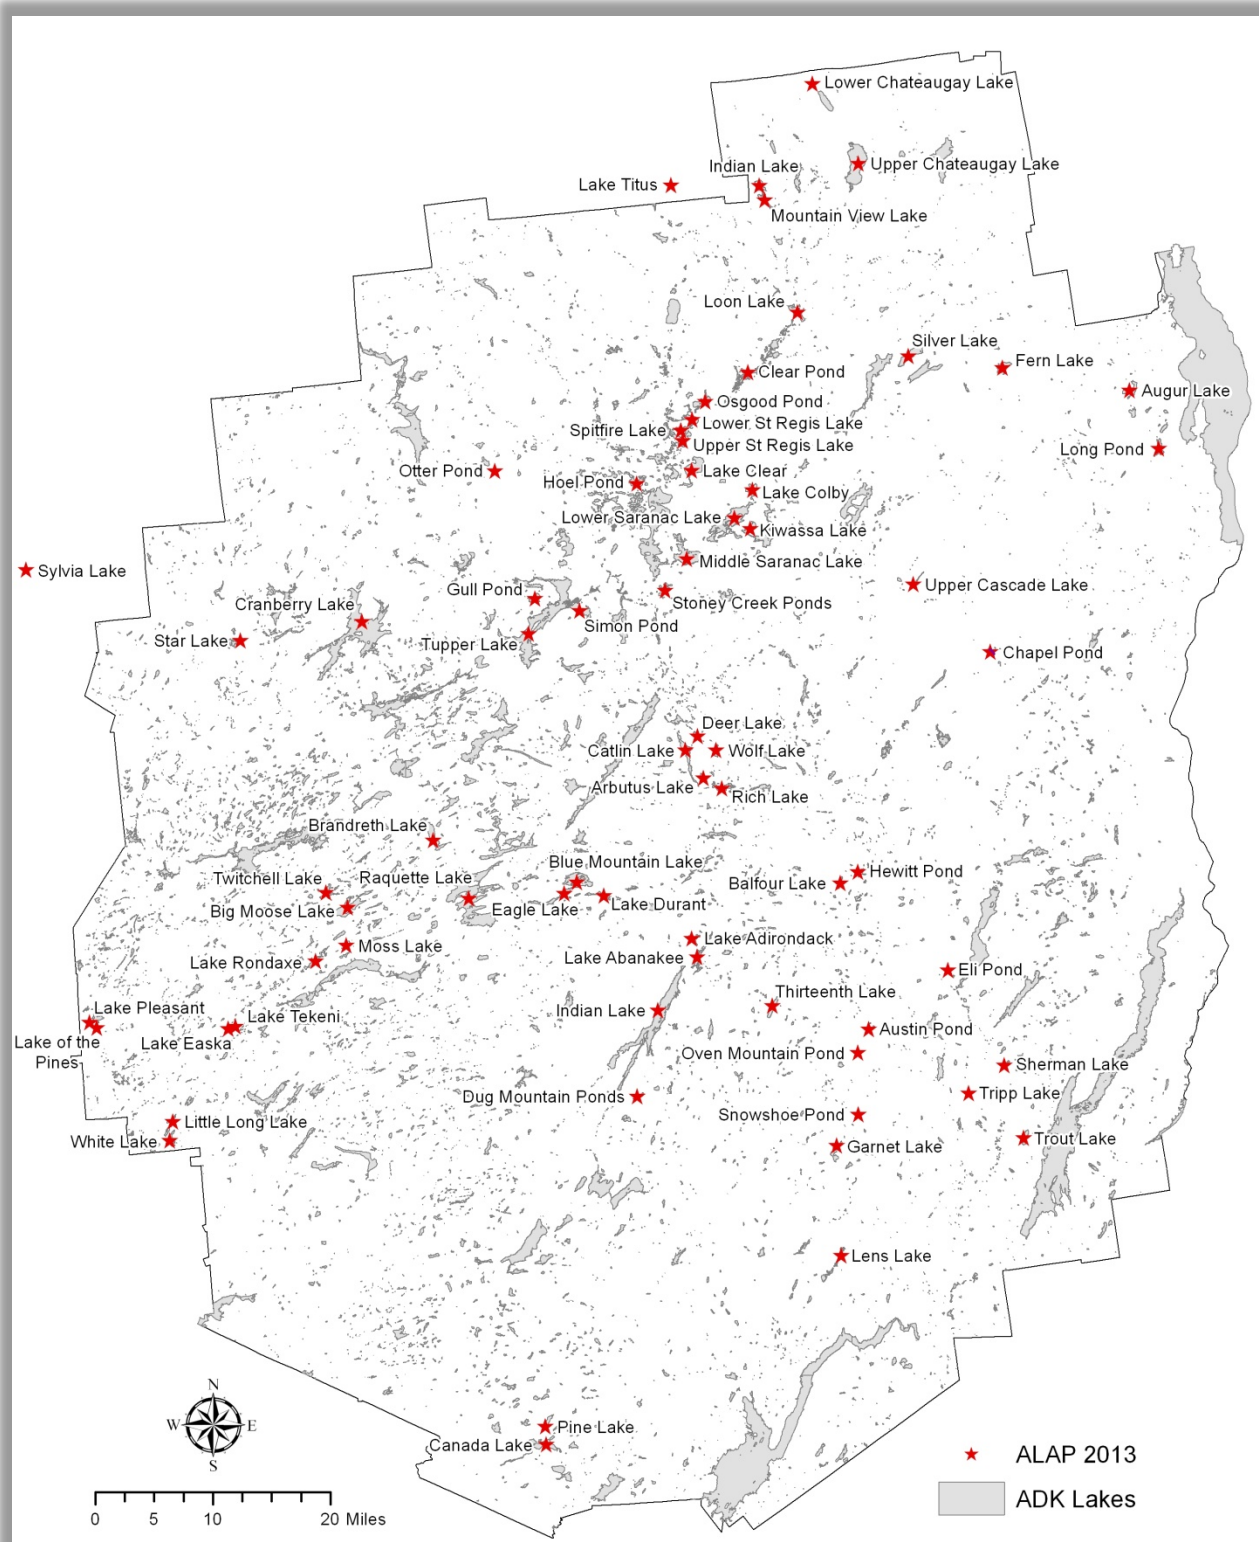 Lower Chateaugay Lake
Upper Chateaugay Lake
Indian Lake
Lake Titus
Mountain View Lake
Loon Lake
Silver Lake
Fern Lake
Clear Pond
Augur Lake
Osgood Pond
Lower St Regis Lake
Spitfire Lake
Upper St Regis Lake
Long Pond
Otter Pond
Lake Clear
Hoel Pond
Lake Colby
Lower Saranac Lake
Kiwassa Lake
Middle Saranac Lake
Sylvia Lake
Upper Cascade Lake
Gull Pond
Stoney Creek Ponds
Cranberry Lake
Simon Pond
Star Lake
Tupper Lake
Chapel Pond
Deer Lake
Catlin Lake
Wolf Lake
Arbutus Lake
Rich Lake
Brandreth Lake
Blue Mountain Lake
Hewitt Pond
Twitchell Lake
Raquette Lake
Balfour Lake
Big Moose Lake
Eagle Lake
Lake Durant
Lake Adirondack
Moss Lake
Lake Abanakee
Lake Rondaxe
Eli Pond
Thirteenth Lake
Lake Pleasant
Indian Lake
Lake Tekeni
Austin Pond
Lake of the
Pines
Lake Easka
Oven Mountain Pond
Sherman Lake
Dug Mountain Ponds
Tripp Lake
Snowshoe Pond
Little Long Lake
White Lake
Trout Lake
Garnet Lake
Lens Lake
N
W E
S
Pine Lake
Canada Lake
ALAP 2013
ADK Lakes
0 5 10 20 Miles